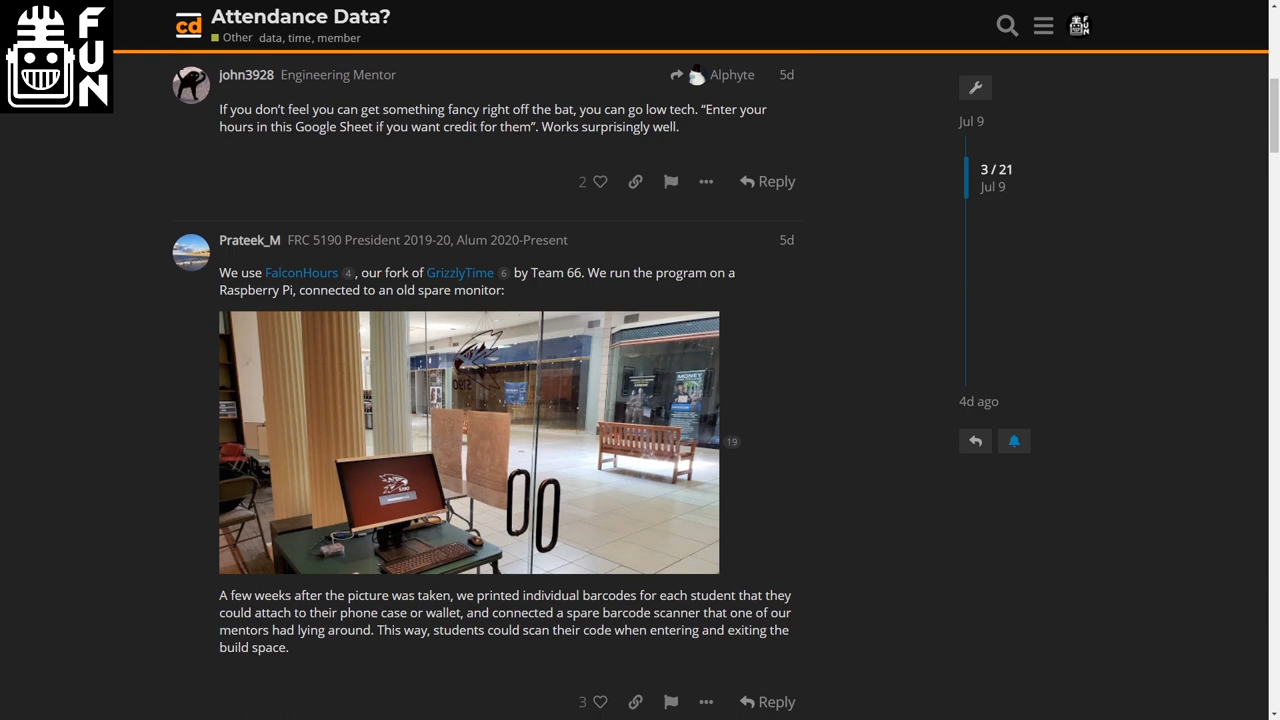 FUN
cd
Attendance Data?
Other data, time, member
john3928 Engineering Mentor
Alphyte 5d
If you don’t feel you can get something fancy right off the bat, you can go low tech. “Enter your
hours in this Google Sheet if you want credit for them”. Works surprisingly well.
2
Reply
Prateek_M FRC 5190 President 2019-20, Alum 2020-Present
5d
We use FalconHours 4, our fork of GrizzlyTime 6 by Team 66. We run the program on a
Raspberry Pi, connected to an old spare monitor:
MONEY
19
A few weeks after the picture was taken, we printed individual barcodes for each student that they
could attach to their phone case or wallet, and connected a spare barcode scanner that one of our
mentors had lying around. This way, students could scan their code when entering and exiting the
build space.
3
Reply
Jul 9
3 / 21
Jul 9
4d ago